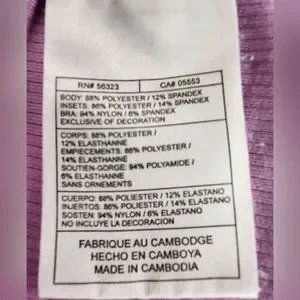 RN# 56323 CA# 05553
BODY: 88% POLYESTER / 12% SPANDEX
INSETS: 86% POLYESTER / 14% SPANDEX
BRA: 94% NYLON / 6% SPANDEX
EXCLUSIVE OF DECORATION
CORPS: 88% POLYESTER /
12% ELASTHANNE
EMPIECEMENTS: 86% POLYESTER /
14% ELASTHANNE
SOUTIEN-GORGE: 94% POLYAMIDE /
6% ELASTHANNE
SANS ORNEMENTS
CUERPO: 88% POLIESTER / 12% ELASTANO
INJERTOS: 86% POLIESTER / 14% ELASTANO
SOSTEN: 94% NYLON / 6% ELASTANO
NO INCLUYE LA DECORACION
FABRIQUE AU CAMBODGE
HECHO EN CAMBOYA
MADE IN CAMBODIA